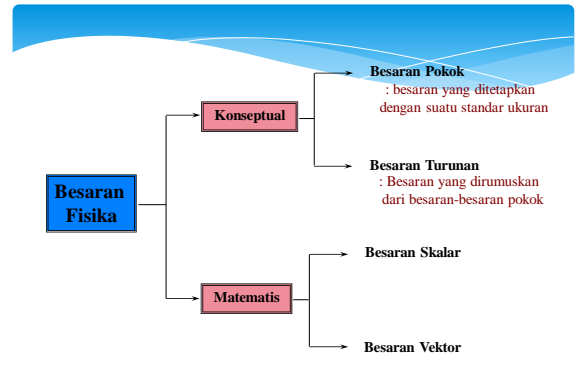 Besaran Pokok
: besaran yang ditetapkan
dengan suatu standar ukuran
Konseptual
Besaran Turunan
: Besaran yang dirumuskan
dari besaran-besaran pokok
Besaran
Fisika
Besaran Skalar
Matematis
Besaran Vektor